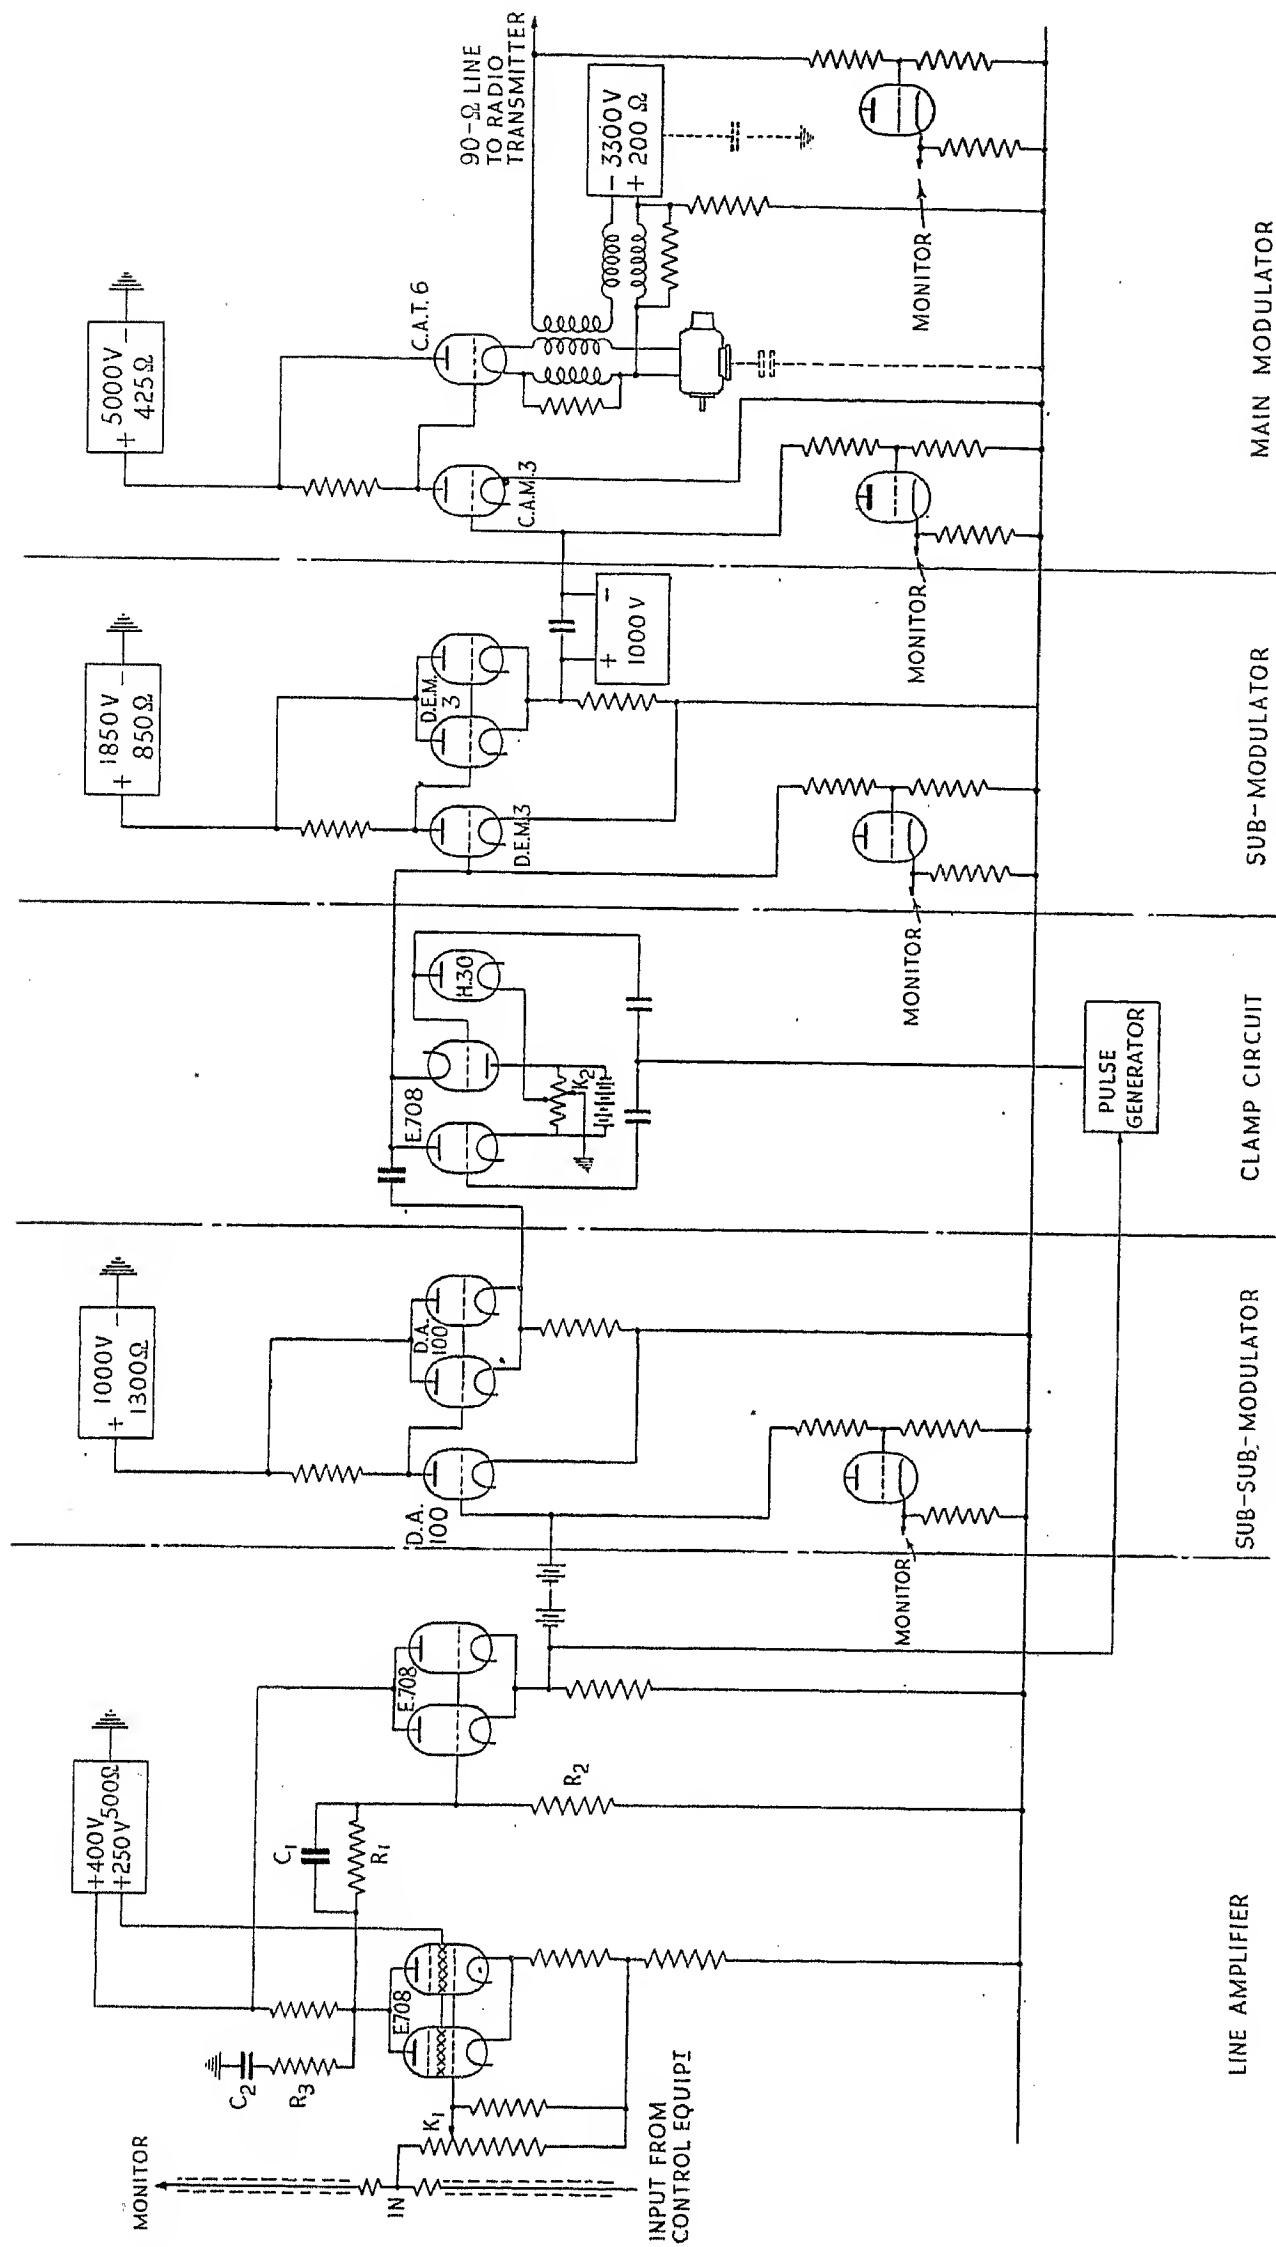 MONITOR
IN
INPUT FROM
CONTROL EQUIPT
K1
C2
R3
+400V
+250V
500Ω
E.708
C1
R1
R2
E.708
LINE AMPLIFIER
1000V
+ -
1300Ω
D.A.
100
D.A.
100
MONITOR
SUB-SUB-MODULATOR
E.708
H.30
K2
PULSE
GENERATOR
CLAMP CIRCUIT
1850V
+ -
850Ω
D.E.M.3
D.E.M.
3
+ -
1000V
MONITOR
SUB-MODULATOR
5000V
+ -
425Ω
C.A.M.3
C.A.T.6
90-Ω LINE
TO RADIO
TRANSMITTER
- 3300V
+ 200Ω
MONITOR
MONITOR
MAIN MODULATOR